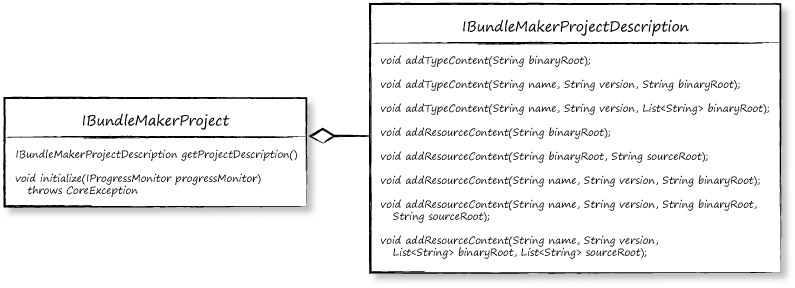 IBundleMakerProject
IBundleMakerProjectDescription getProjectDescription()
void initialize(IProgressMonitor progressMonitor)
throws CoreException
IBundleMakerProjectDescription
void addTypeContent(String binaryRoot);
void addTypeContent(String name, String version, String binaryRoot);
void addTypeContent(String name, String version, List<String> binaryRoot);
void addResourceContent(String binaryRoot);
void addResourceContent(String binaryRoot, String sourceRoot);
void addResourceContent(String name, String version, String binaryRoot);
void addResourceContent(String name, String version, String binaryRoot,
String sourceRoot);
void addResourceContent(String name, String version,
List<String> binaryRoot, List<String> sourceRoot);